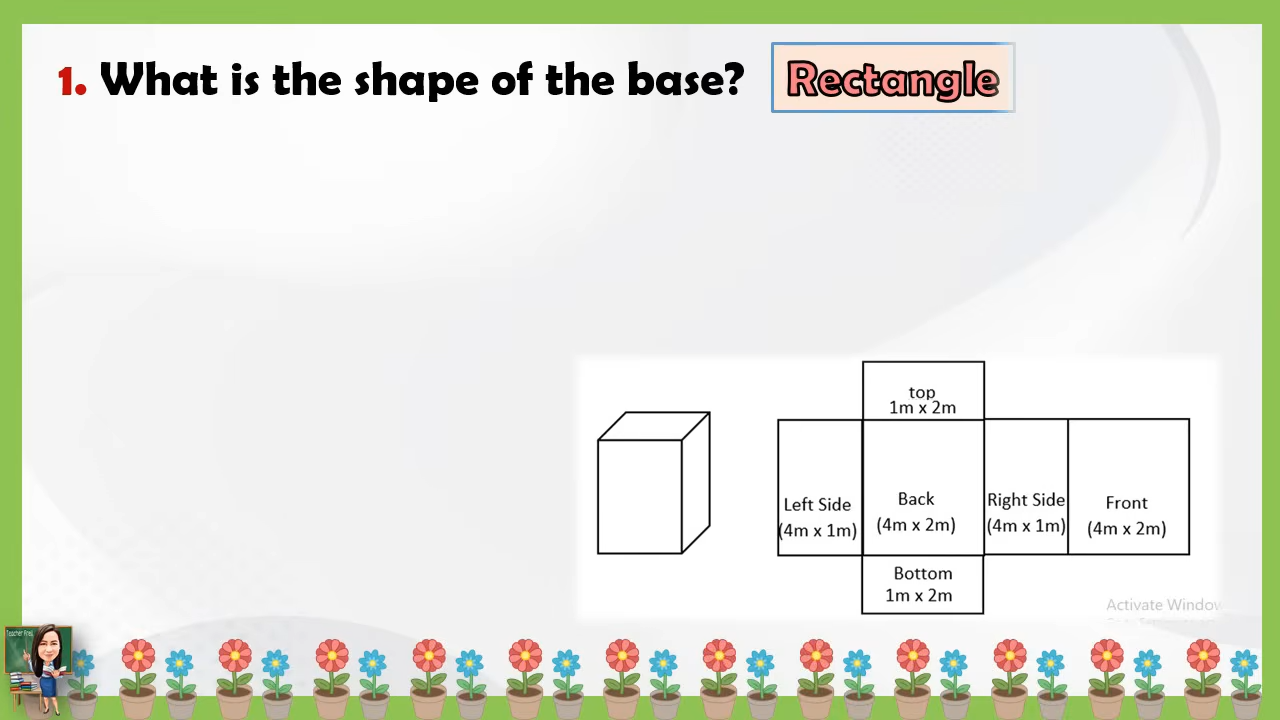 1. What is the shape of the base? Rectangle
top
1m x 2m
Left Side
(4m x 1m)
Back
(4m x 2m)
Right Side
(4m x 1m)
Front
(4m x 2m)
Bottom
1m x 2m
Activate Window